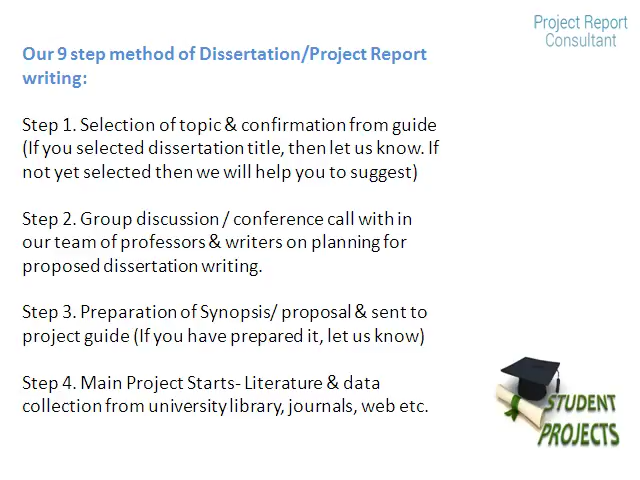 Project Report
Consultant
Our 9 step method of Dissertation/Project Report
writing:
Step 1. Selection of topic & confirmation from guide
(If you selected dissertation title, then let us know. If
not yet selected then we will help you to suggest)
Step 2. Group discussion / conference call with in
our team of professors & writers on planning for
proposed dissertation writing.
Step 3. Preparation of Synopsis/ proposal & sent to
project guide (If you have prepared it, let us know)
Step 4. Main Project Starts- Literature & data
collection from university library, journals, web etc.
STUDENT
PROJECTS